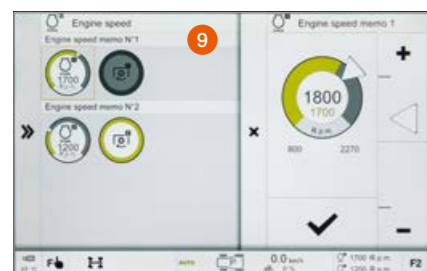 Engine speed
Engine speed memo N°1
9
1700
R.p.m.
Engine speed memo N°2
1200
R.p.m.
Engine speed memo 1
1800
1700
R.p.m.
800 2270
F
AUTO
P
0.0 km/h
1700 R.p.m
1200 R.p.m
F2